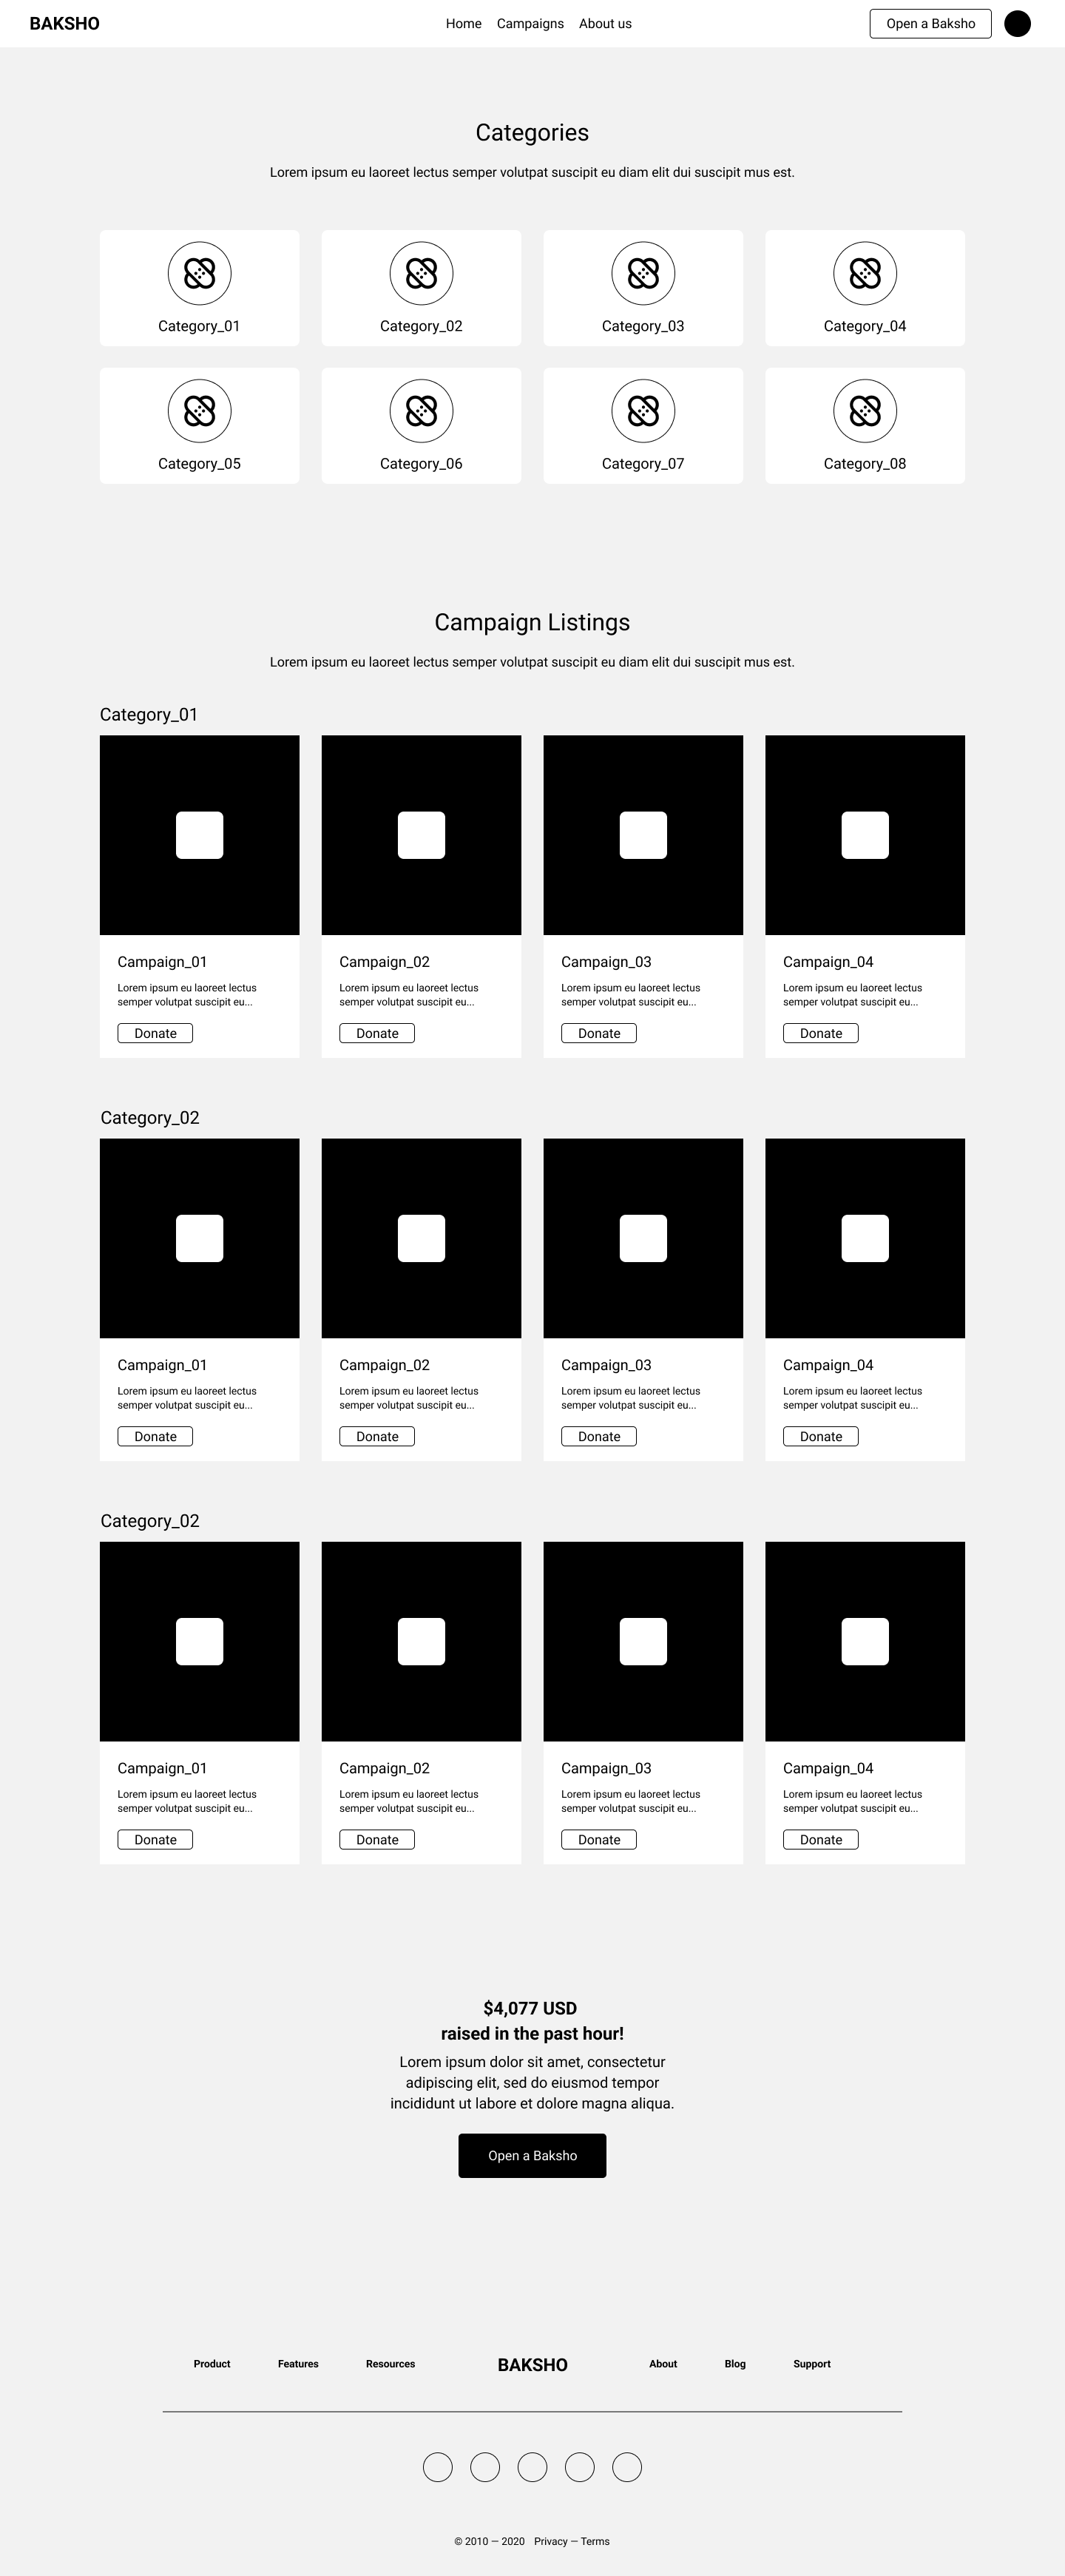 BAKSHO
Home Campaigns About us
Open a Baksho
Categories
Lorem ipsum eu laoreet lectus semper volutpat suscipit eu diam elit dui suscipit mus est.
Category_01
Category_02
Category_03
Category_04
Category_05
Category_06
Category_07
Category_08
Campaign Listings
Lorem ipsum eu laoreet lectus semper volutpat suscipit eu diam elit dui suscipit mus est.
Category_01
Campaign_01
Lorem ipsum eu laoreet lectus
semper volutpat suscipit eu...
Donate
Campaign_02
Lorem ipsum eu laoreet lectus
semper volutpat suscipit eu...
Donate
Campaign_03
Lorem ipsum eu laoreet lectus
semper volutpat suscipit eu...
Donate
Campaign_04
Lorem ipsum eu laoreet lectus
semper volutpat suscipit eu...
Donate
Category_02
Campaign_01
Lorem ipsum eu laoreet lectus
semper volutpat suscipit eu...
Donate
Campaign_02
Lorem ipsum eu laoreet lectus
semper volutpat suscipit eu...
Donate
Campaign_03
Lorem ipsum eu laoreet lectus
semper volutpat suscipit eu...
Donate
Campaign_04
Lorem ipsum eu laoreet lectus
semper volutpat suscipit eu...
Donate
Category_02
Campaign_01
Lorem ipsum eu laoreet lectus
semper volutpat suscipit eu...
Donate
Campaign_02
Lorem ipsum eu laoreet lectus
semper volutpat suscipit eu...
Donate
Campaign_03
Lorem ipsum eu laoreet lectus
semper volutpat suscipit eu...
Donate
Campaign_04
Lorem ipsum eu laoreet lectus
semper volutpat suscipit eu...
Donate
$4,077 USD
raised in the past hour!
Lorem ipsum dolor sit amet, consectetur
adipiscing elit, sed do eiusmod tempor
incididunt ut labore et dolore magna aliqua.
Open a Baksho
Product Features Resources BAKSHO About Blog Support
© 2010 — 2020 Privacy — Terms